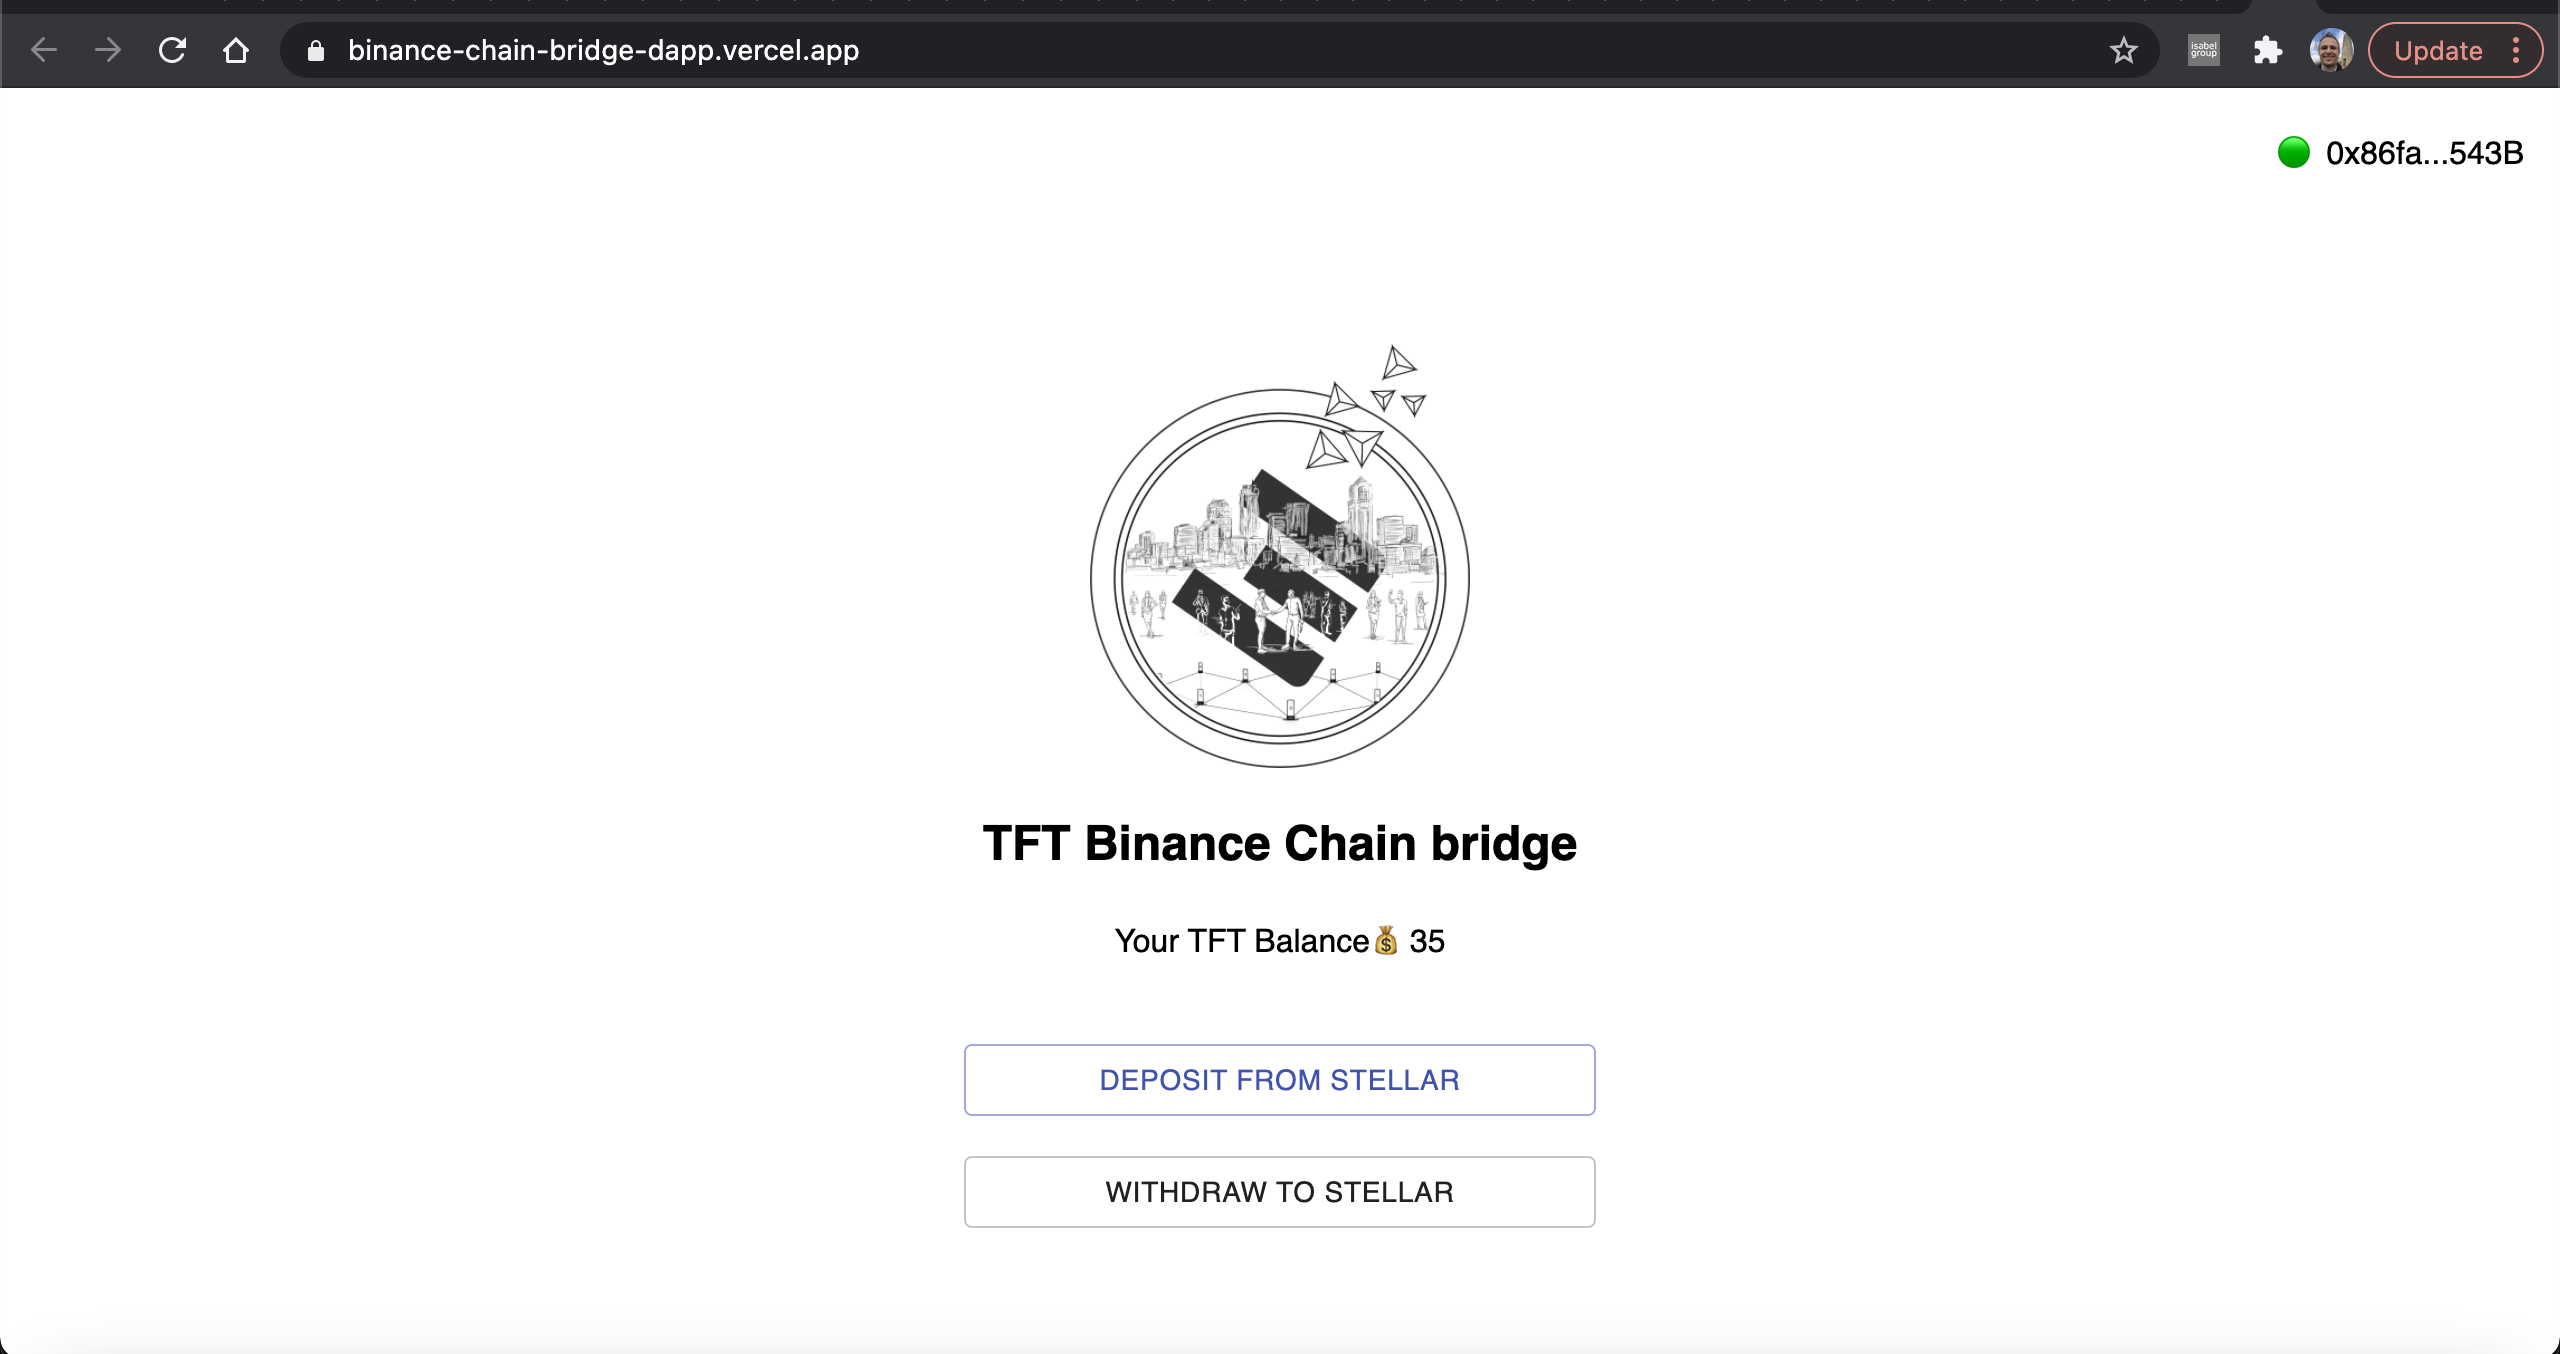 binance-chain-bridge-dapp.vercel.app
isabel
group
Update
0x86fa...543B
TFT Binance Chain bridge
Your TFT Balance💰 35
DEPOSIT FROM STELLAR
WITHDRAW TO STELLAR